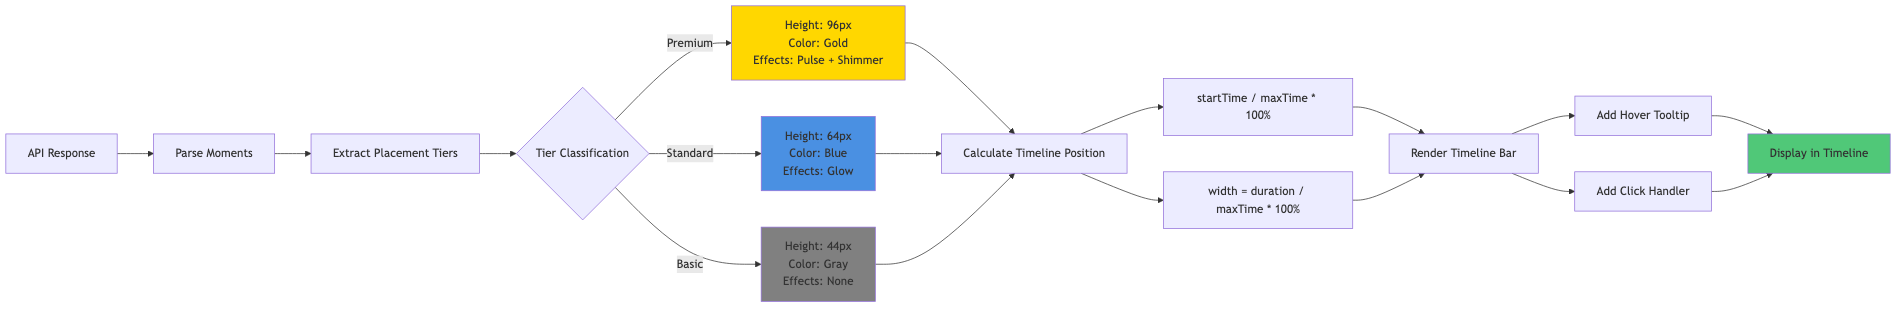 API Response
Parse Moments
Extract Placement Tiers
Tier Classification
Premium
Standard
Basic
Height: 96px
Color: Gold
Effects: Pulse + Shimmer
Height: 64px
Color: Blue
Effects: Glow
Height: 44px
Color: Gray
Effects: None
Calculate Timeline Position
startTime / maxTime *
100%
width = duration /
maxTime * 100%
Render Timeline Bar
Add Hover Tooltip
Add Click Handler
Display in Timeline